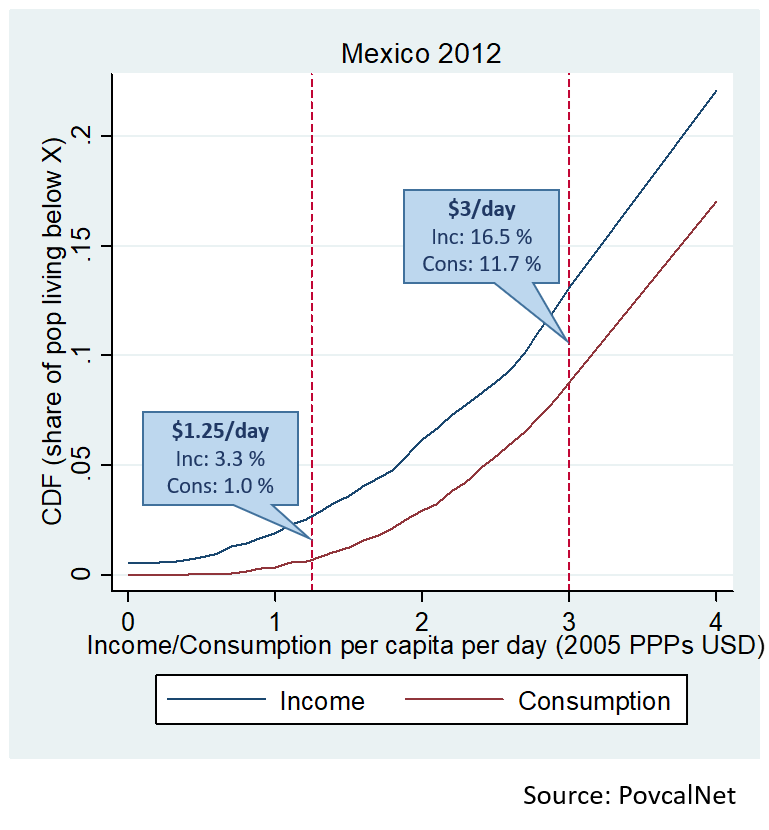 Mexico 2012
CDF (share of pop living below X)
.2
.15
.1
.05
0
$3/day
Inc: 16.5 %
Cons: 11.7 %
$1.25/day
Inc: 3.3 %
Cons: 1.0 %
0 1 2 3 4
Income/Consumption per capita per day (2005 PPPs USD)
Income Consumption
Source: PovcalNet